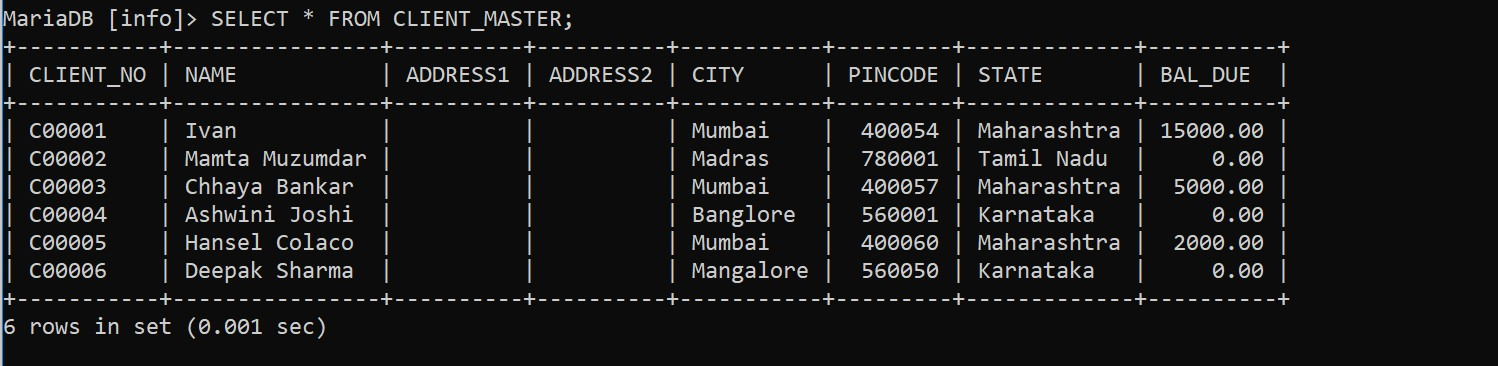 MariaDB [info]> SELECT * FROM CLIENT_MASTER;
+-----------+----------------+----------+----------+-----------+---------+-------------+----------+
| CLIENT_NO | NAME           | ADDRESS1 | ADDRESS2 | CITY      | PINCODE | STATE       | BAL_DUE  |
+-----------+----------------+----------+----------+-----------+---------+-------------+----------+
| C00001    | Ivan           |          |          | Mumbai    |  400054 | Maharashtra | 15000.00 |
| C00002    | Mamta Muzumdar |          |          | Madras    |  780001 | Tamil Nadu  |     0.00 |
| C00003    | Chhaya Bankar  |          |          | Mumbai    |  400057 | Maharashtra |  5000.00 |
| C00004    | Ashwini Joshi  |          |          | Banglore  |  560001 | Karnataka   |     0.00 |
| C00005    | Hansel Colaco  |          |          | Mumbai    |  400060 | Maharashtra |  2000.00 |
| C00006    | Deepak Sharma  |          |          | Mangalore |  560050 | Karnataka   |     0.00 |
+-----------+----------------+----------+----------+-----------+---------+-------------+----------+
6 rows in set (0.001 sec)